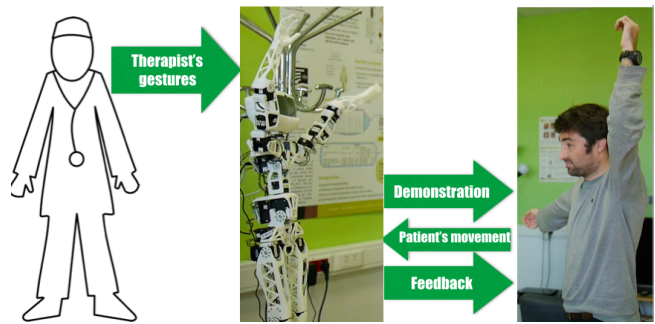 Therapist's
gestures
Demonstration
Patient's movement
Feedback